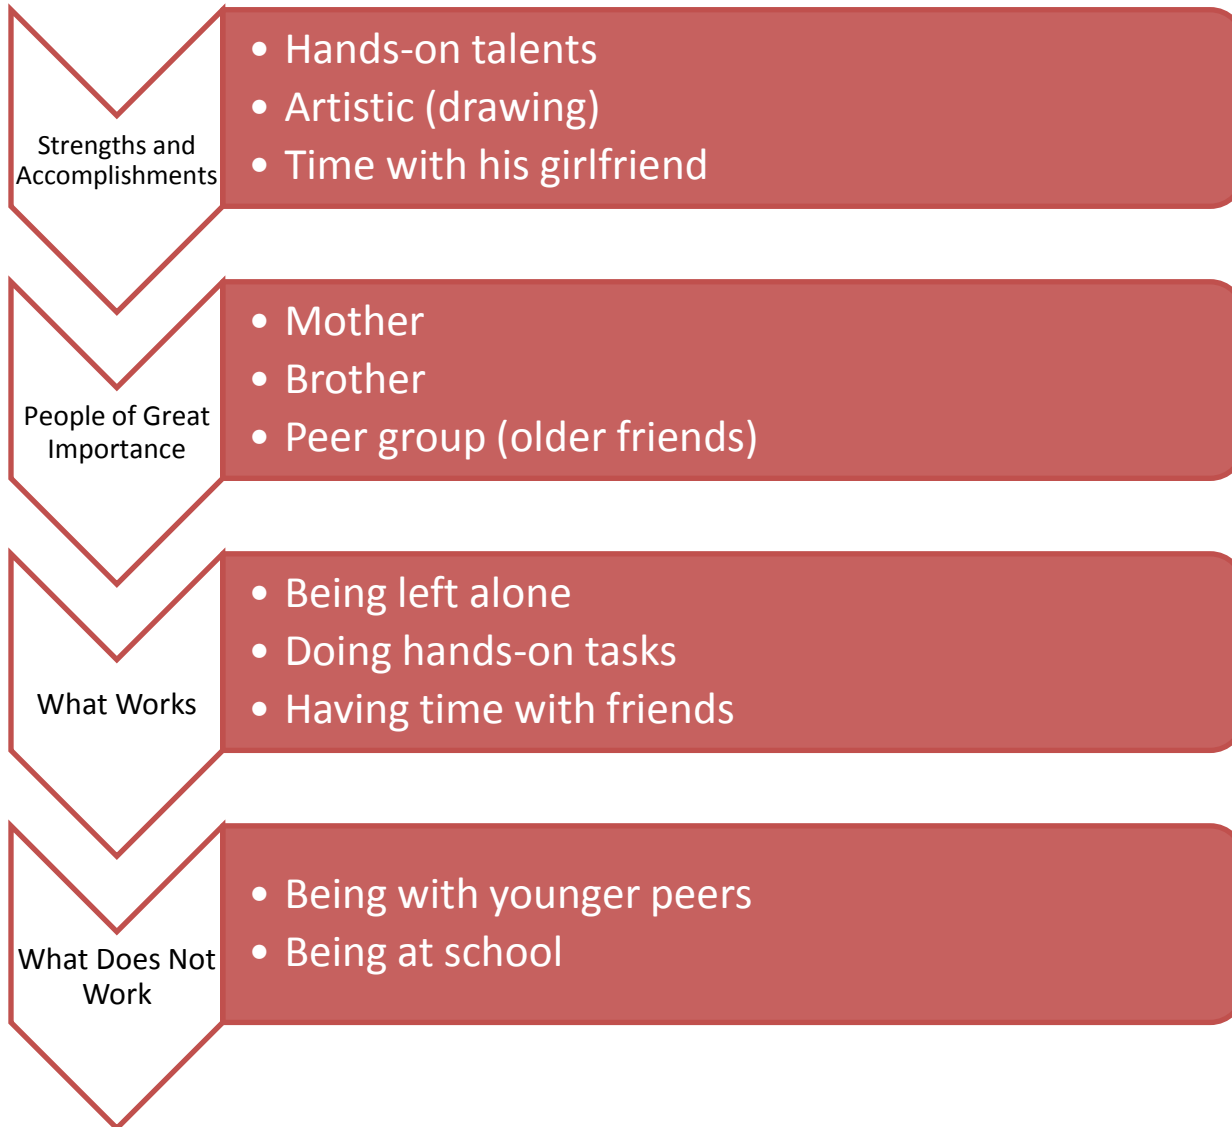 Strengths and
Accomplishments
• Hands-on talents
• Artistic (drawing)
• Time with his girlfriend
People of Great
Importance
• Mother
• Brother
• Peer group (older friends)
What Works
• Being left alone
• Doing hands-on tasks
• Having time with friends
What Does Not
Work
• Being with younger peers
• Being at school